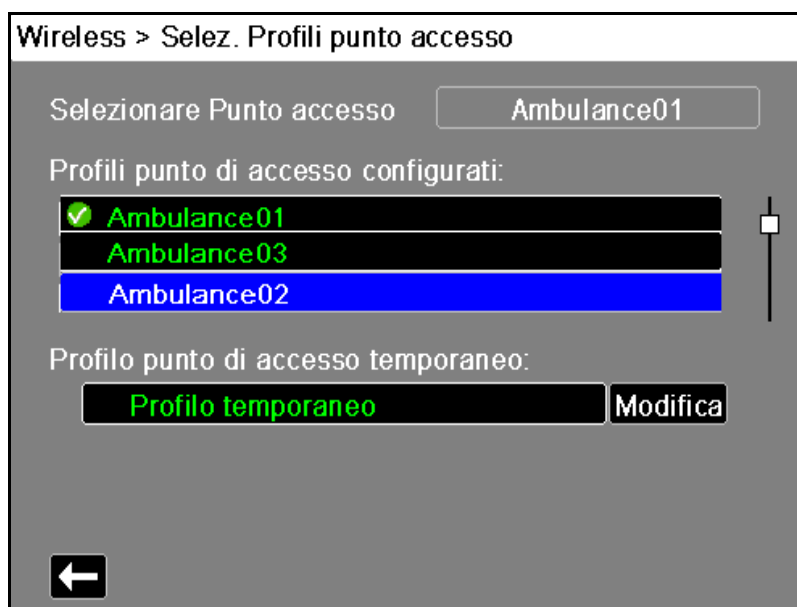 Wireless > Selez. Profili punto accesso
Selezionare Punto accesso Ambulance01
Profili punto di accesso configurati:
Ambulance01
Ambulance03
Ambulance02
Profilo punto di accesso temporaneo:
Profilo temporaneo Modifica